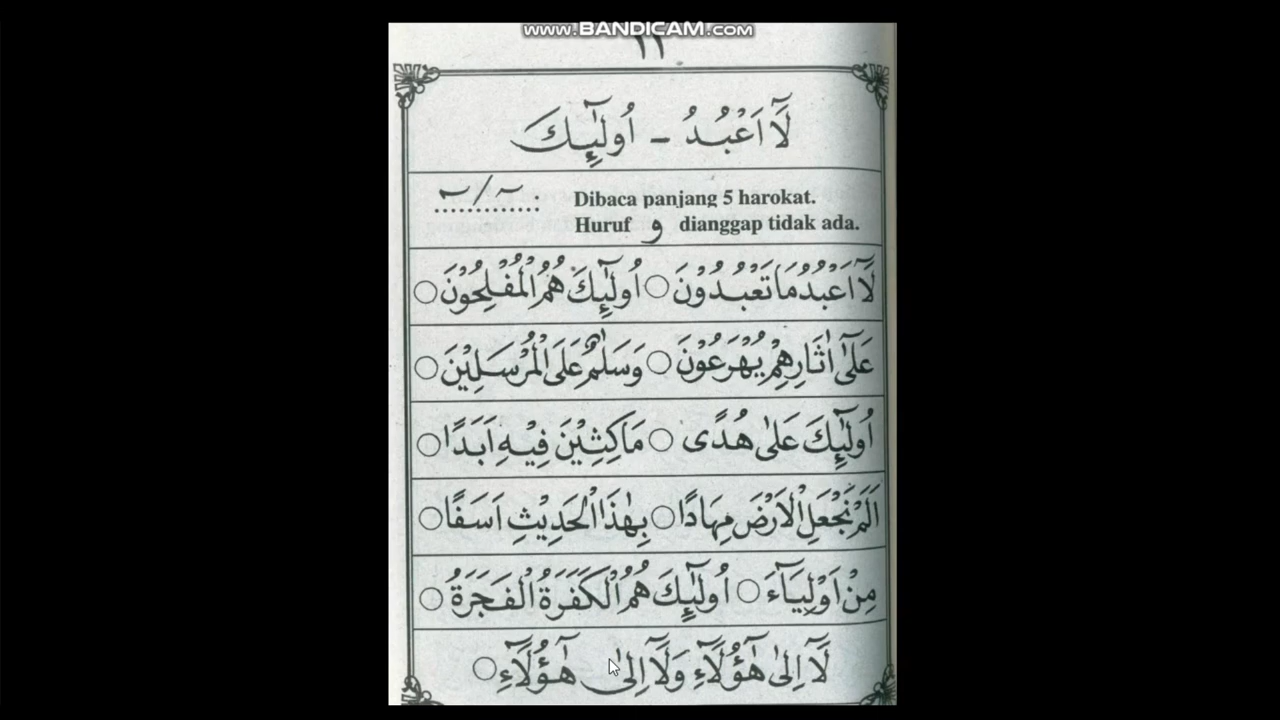 www.BANDICAM.com
١١
لَآ اَعْبُدُ – اُولٰٓئِكَ
Dibaca panjang 5 harokat.
Huruf و dianggap tidak ada.
لَآ اَعْبُدُ مَا تَعْبُدُوْنَ ○ اُولٰٓئِكَ هُمُ الْمُفْلِحُوْنَ ○
عَلٰٓى اٰثَارِهِمْ يُهْرَعُوْنَ ○ وَسَلٰمٌ عَلَى الْمُرْسَلِيْنَ ○
اُولٰٓئِكَ عَلٰى هُدًى ○ مَاكِثِيْنَ فِيْهِ اَبَدًا ○
اَلَمْ نَجْعَلِ الْاَرْضَ مِهَادًا ○ بِهٰذَا الْحَدِيْثِ اَسَفًا ○
مِنْ اَوْلِيَآءَ ○ اُولٰٓئِكَ هُمُ الْكَفَرَةُ الْفَجَرَةُ ○
لَآ اِلٰى هٰٓؤُلَآءِ وَلَآ اِلٰى هٰٓؤُلَآءِ ○